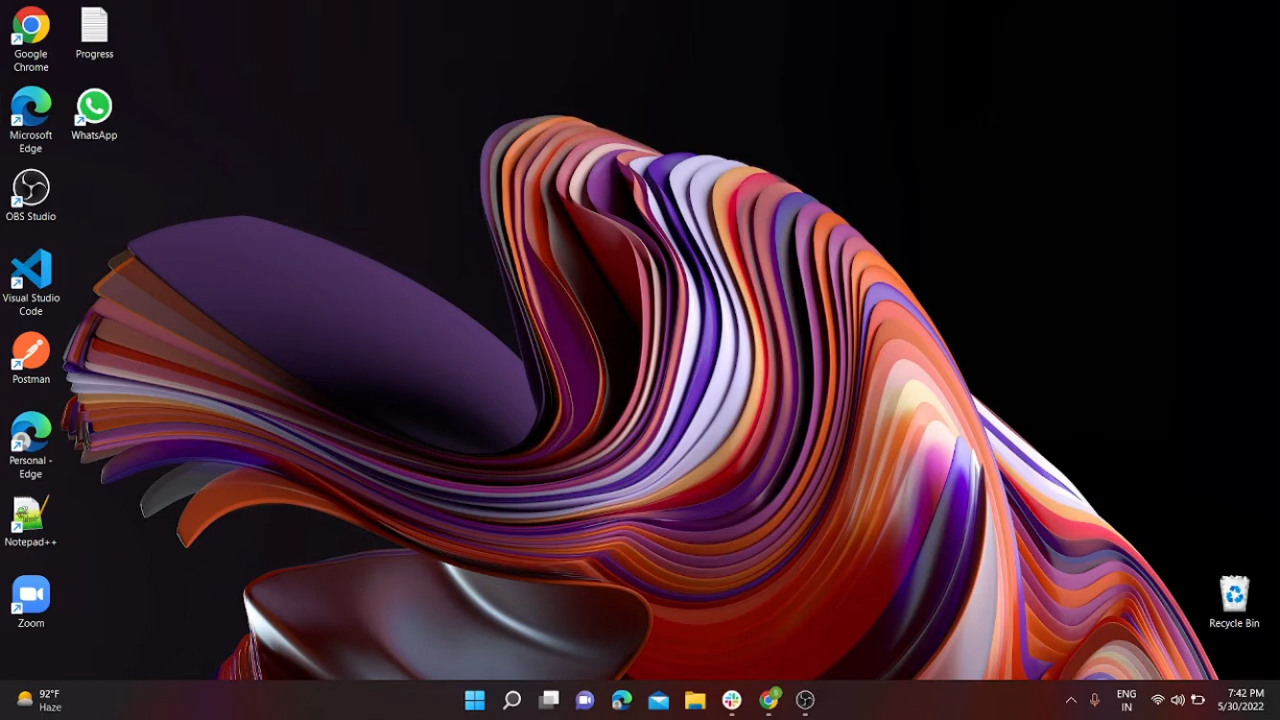 Google
Chrome
Progress
Microsoft
Edge
WhatsApp
OBS Studio
Visual Studio
Code
Postman
Personal -
Edge
Notepad++
Zoom
Recycle Bin
92°F
Haze
ENG
IN
7:42 PM
5/30/2022